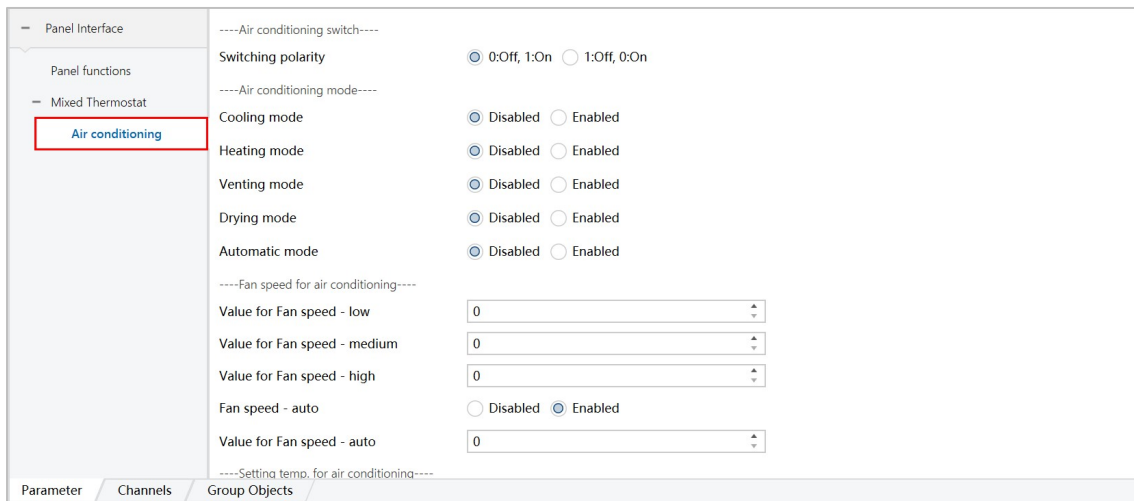 Panel Interface
Panel functions
Mixed Thermostat
Air conditioning
----Air conditioning switch----
Switching polarity 0:Off, 1:On 1:Off, 0:On
----Air conditioning mode----
Cooling mode Disabled Enabled
Heating mode Disabled Enabled
Venting mode Disabled Enabled
Drying mode Disabled Enabled
Automatic mode Disabled Enabled
----Fan speed for air conditioning----
Value for Fan speed - low 0
Value for Fan speed - medium 0
Value for Fan speed - high 0
Fan speed - auto Disabled Enabled
Value for Fan speed - auto 0
----Setting temp. for air conditioning----
Parameter Channels Group Objects